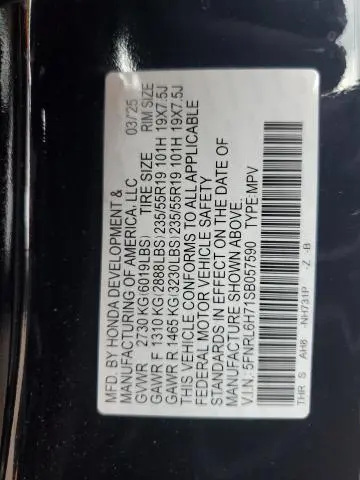 MFD. BY HONDA DEVELOPMENT & 03/25
MANUFACTURING OF AMERICA, LLC
GVWR 2730 KG(6019LBS) TIRE SIZE RIM SIZE
GAWR F 1310 KG(2888LBS)235/55R19 101H 19X7.5J
GAWR R 1465 KG(3230LBS)235/55R19 101H 19X7.5J
THIS VEHICLE CONFORMS TO ALL APPLICABLE
FEDERAL MOTOR VEHICLE SAFETY
STANDARDS IN EFFECT ON THE DATE OF
MANUFACTURE SHOWN ABOVE.
V.I.N.: 5FNRL6H71SB057590 TYPE:MPV
THR S AH8 -NH731P -Z -B